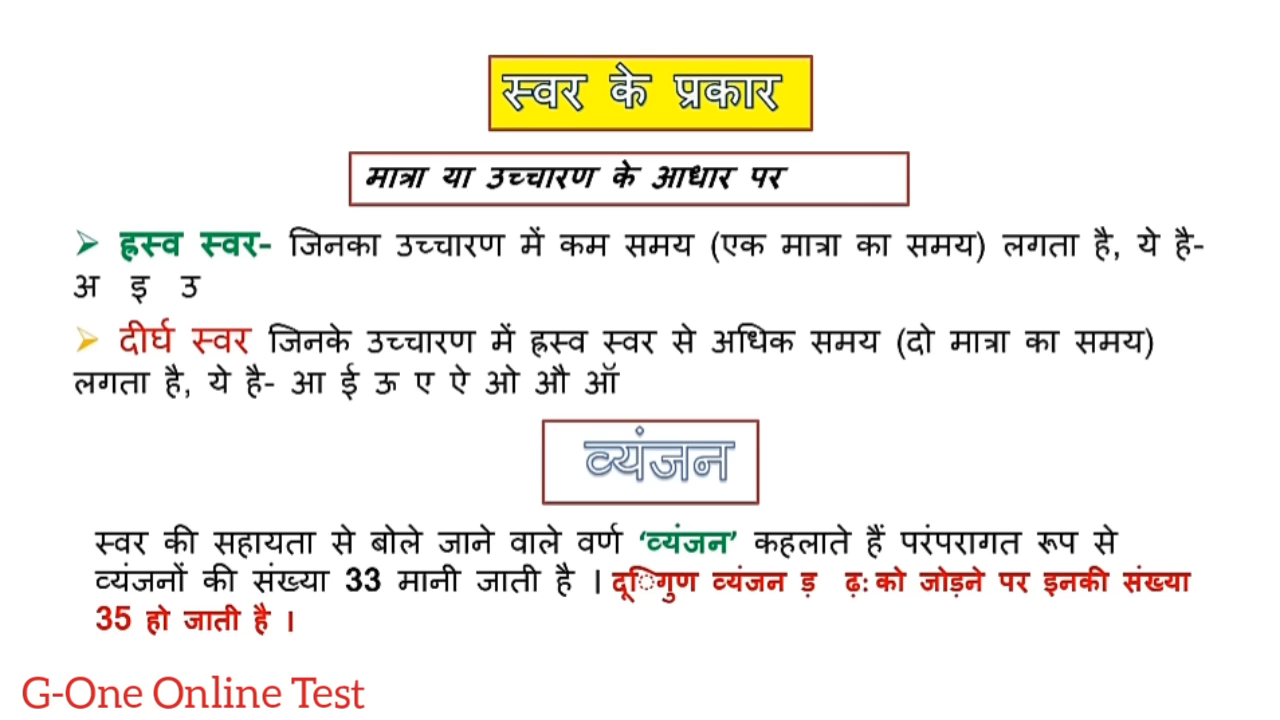 स्वर के प्रकार
मात्रा या उच्चारण के आधार पर
➢ ह्रस्व स्वर- जिनका उच्चारण में कम समय (एक मात्रा का समय) लगता है, ये है-
अ इ उ
➢ दीर्घ स्वर जिनके उच्चारण में ह्रस्व स्वर से अधिक समय (दो मात्रा का समय)
लगता है, ये है- आ ई ऊ ए ऐ ओ औ ऑ
व्यंजन
स्वर की सहायता से बोले जाने वाले वर्ण ‘व्यंजन’ कहलाते हैं परंपरागत रूप से
व्यंजनों की संख्या 33 मानी जाती है । दू◌िगुण व्यंजन ड़ ढ़: को जोड़ने पर इनकी संख्या
35 हो जाती है ।
G-One Online Test